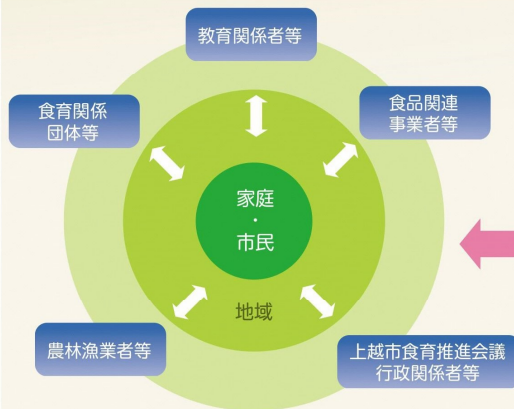 教育関係者等
食育関係
団体等
食品関連
事業者等
家庭
・
市民
地域
農林漁業者等
上越市食育推進会議
行政関係者等